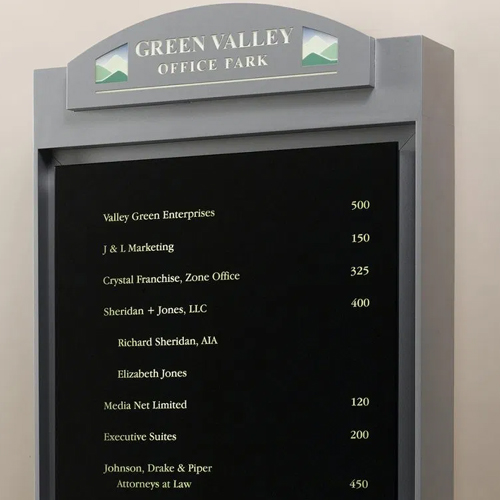 GREEN VALLEY
OFFICE PARK
Valley Green Enterprises 500
J & L Marketing 150
Crystal Franchise, Zone Office 325
Sheridan + Jones, LLC 400
Richard Sheridan, AIA
Elizabeth Jones
Media Net Limited 120
Executive Suites 200
Johnson, Drake & Piper
Attorneys at Law 450